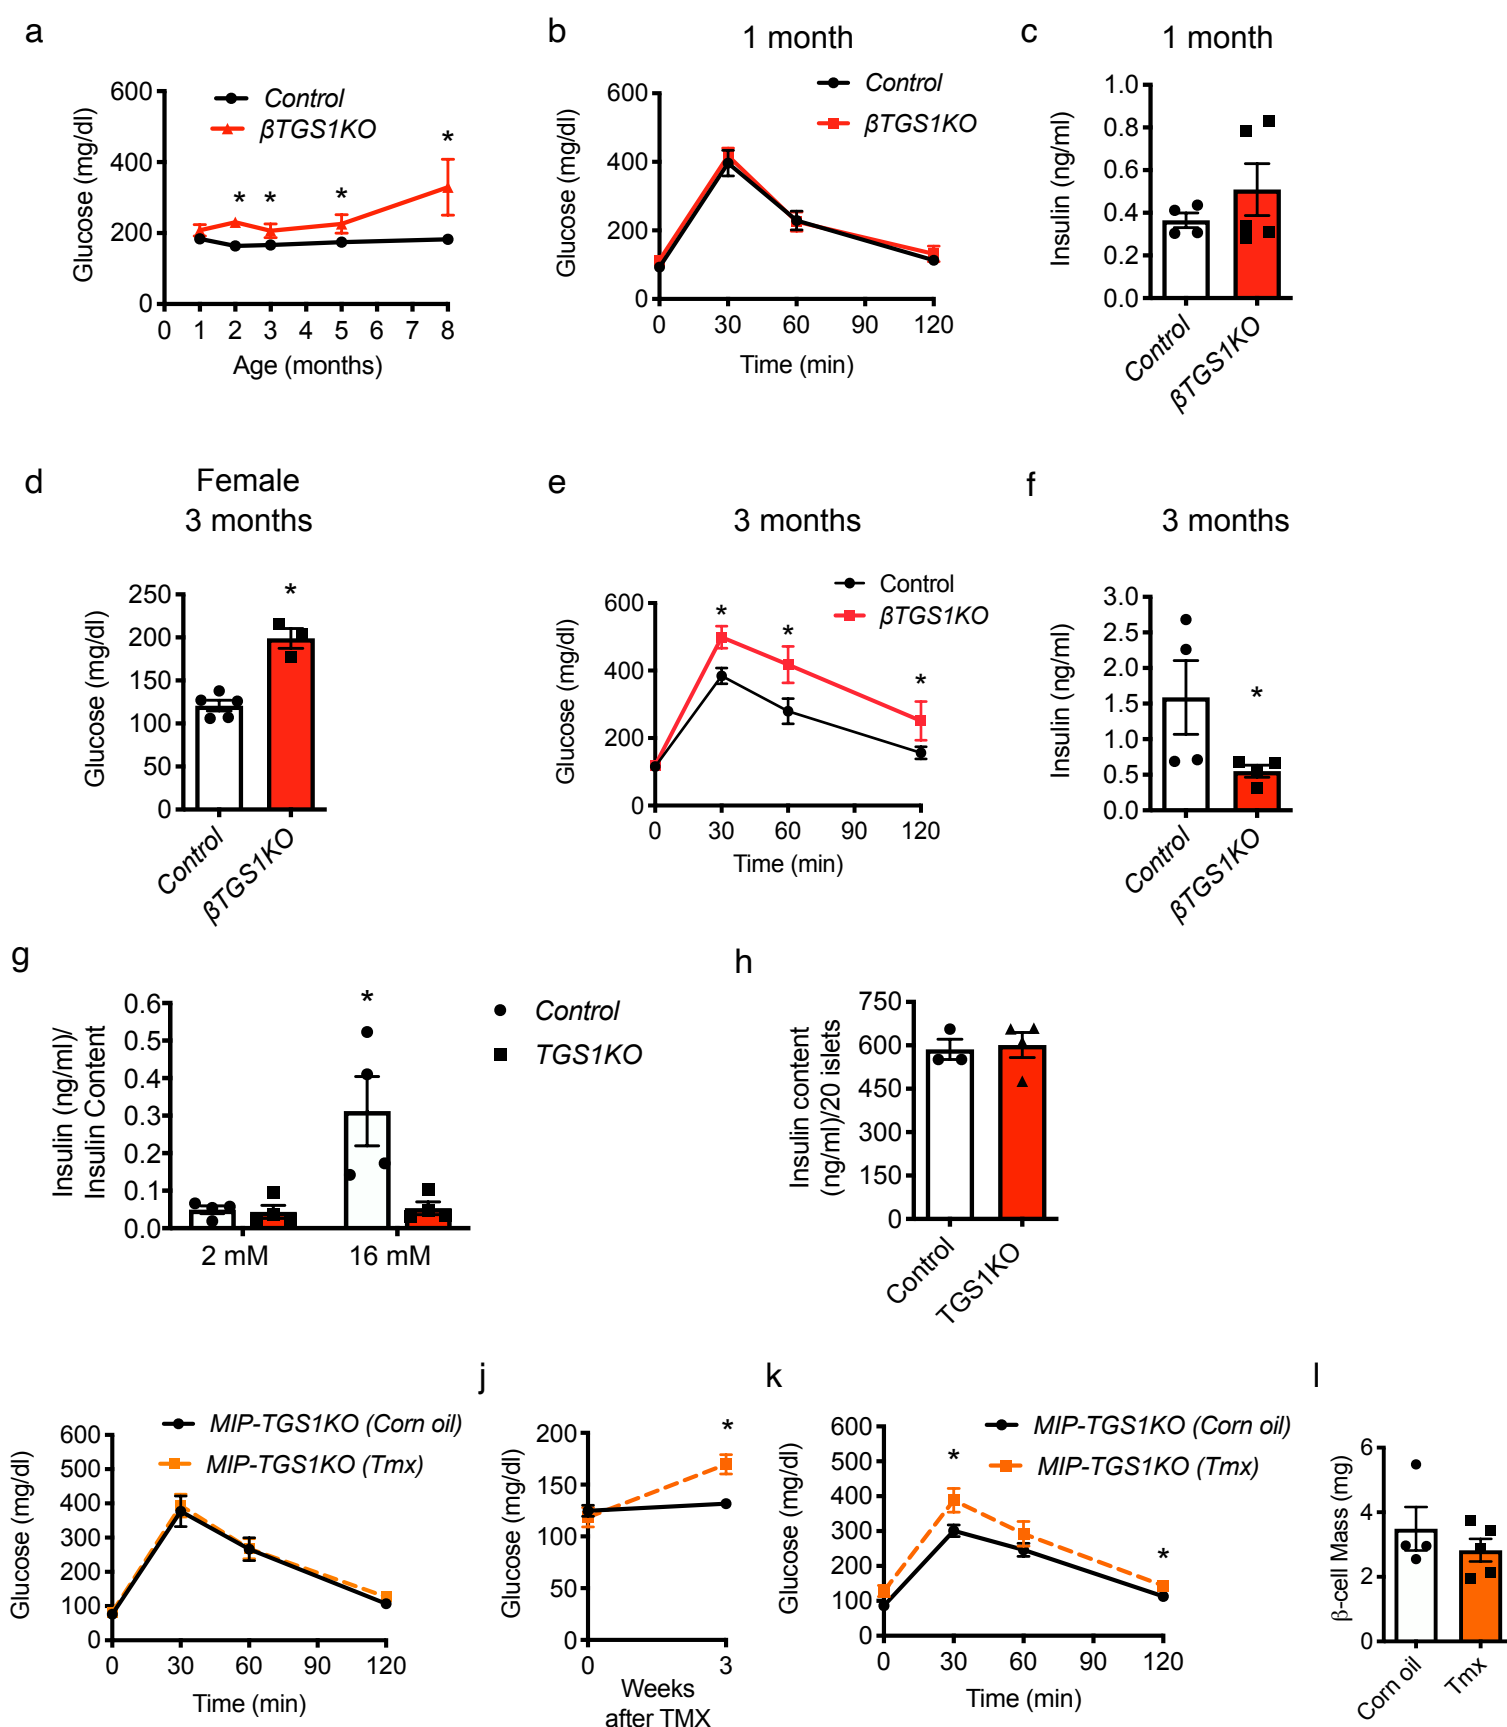 a
Control
βTGS1KO
Glucose (mg/dl)
600
400
200
0
* * * *
0 1 2 3 4 5 6 7 8
Age (months)
b
1 month
Control
βTGS1KO
Glucose (mg/dl)
600
400
200
0
0 30 60 90 120
Time (min)
c
1 month
Insulin (ng/ml)
1.0
0.8
0.6
0.4
0.2
0.0
Control
βTGS1KO
d
Female
3 months
Glucose (mg/dl)
250
200
150
100
50
0
*
Control
βTGS1KO
e
3 months
Control
βTGS1KO
Glucose (mg/dl)
600
400
200
0
* * *
0 30 60 90 120
Time (min)
f
3 months
Insulin (ng/ml)
3.0
2.5
2.0
1.5
1.0
0.5
0.0
*
Control
βTGS1KO
g
Insulin (ng/ml)/
Insulin Content
0.6
0.5
0.4
0.3
0.2
0.1
0.0
*
2 mM 16 mM
Control
TGS1KO
h
Insulin content
(ng/ml)/20 islets
750
600
450
300
150
0
Control
TGS1KO
MIP-TGS1KO (Corn oil)
MIP-TGS1KO (Tmx)
Glucose (mg/dl)
600
500
400
300
200
100
0
0 30 60 90 120
Time (min)
j
Glucose (mg/dl)
200
150
100
50
0
*
0 3
Weeks
after TMX
k
MIP-TGS1KO (Corn oil)
MIP-TGS1KO (Tmx)
Glucose (mg/dl)
600
500
400
300
200
100
0
* *
0 30 60 90 120
Time (min)
l
β-cell Mass (mg)
6
4
2
0
Corn oil
Tmx